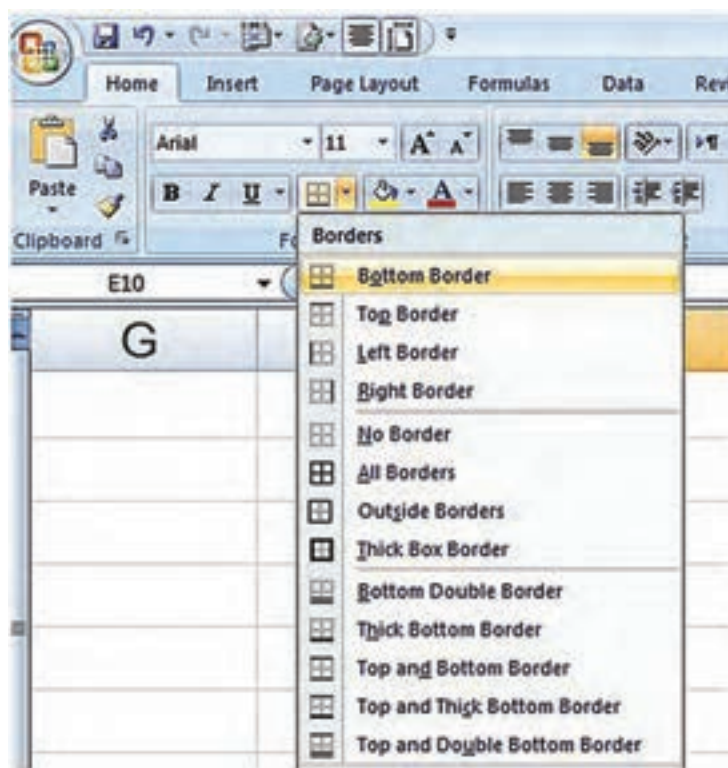 Home Insert Page Layout Formulas Data
Arial 11 A A
Paste B I U A
Clipboard
Borders
E10
Bottom Border
G
Top Border
Left Border
Right Border
No Border
All Borders
Outside Borders
Thick Box Border
Bottom Double Border
Thick Bottom Border
Top and Bottom Border
Top and Thick Bottom Border
Top and Double Bottom Border